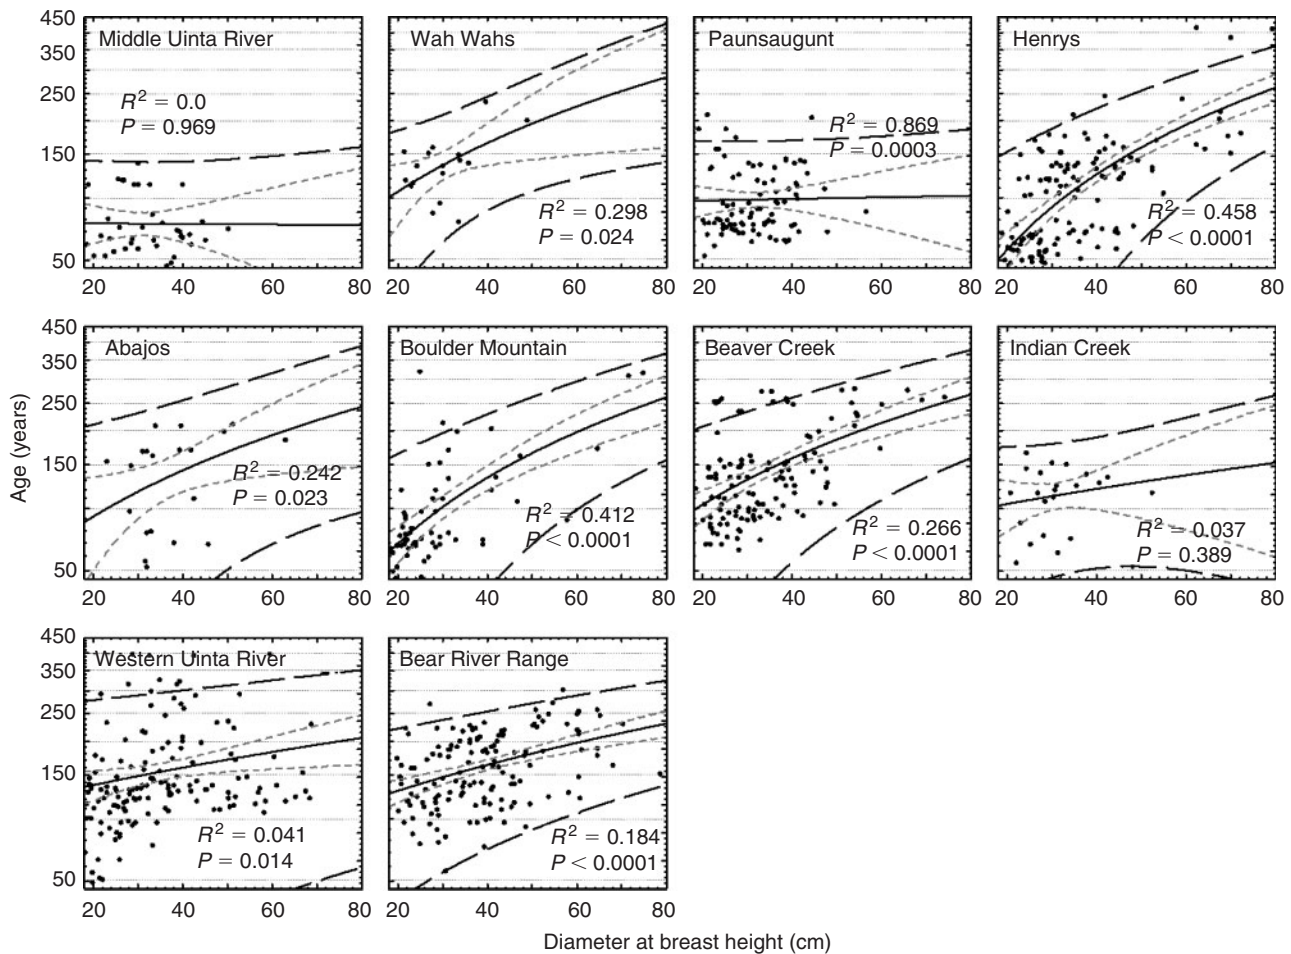 450
350
250
150
50
Middle Uinta River
R² = 0.0
P = 0.969
20 40 60 80
Wah Wahs
R² = 0.298
P = 0.024
20 40 60 80
Paunsaugunt
R² = 0.869
P = 0.0003
20 40 60 80
Henrys
R² = 0.458
P < 0.0001
20 40 60 80
Age (years)
450
350
250
150
50
Abajos
R² = 0.242
P = 0.023
20 40 60 80
Boulder Mountain
R² = 0.412
P < 0.0001
20 40 60 80
Beaver Creek
R² = 0.266
P < 0.0001
20 40 60 80
Indian Creek
R² = 0.037
P = 0.389
20 40 60 80
450
350
250
150
50
Western Uinta River
R² = 0.041
P = 0.014
20 40 60 80
Bear River Range
R² = 0.184
P < 0.0001
20 40 60 80
Diameter at breast height (cm)